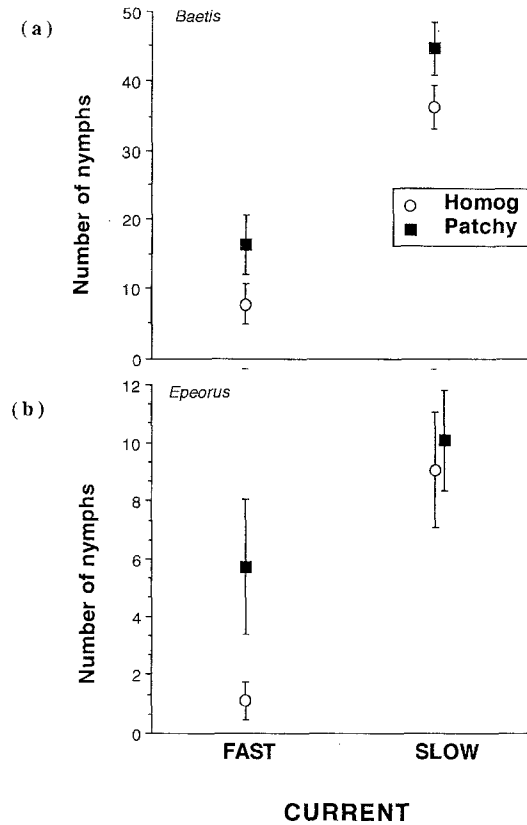 (a)
Baetis
50
40
30
20
10
0
Number of nymphs
Homog
Patchy
(b)
Epeorus
12
10
8
6
4
2
0
Number of nymphs
FAST SLOW
CURRENT